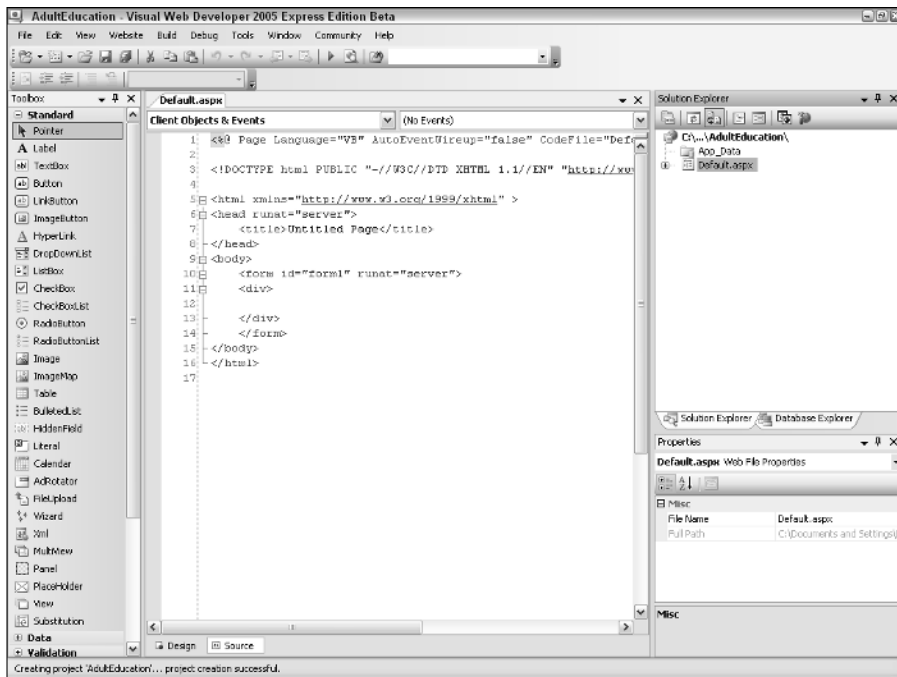 AdultEducation - Visual Web Developer 2005 Express Edition Beta
File Edit View Website Build Debug Tools Window Community Help
Toolbox
Standard
Pointer
Label
TextBox
Button
LinkButton
ImageButton
HyperLink
DropDownList
ListBox
CheckBox
CheckBoxList
RadioButton
RadioButtonList
Image
ImageMap
Table
BulletedList
HiddenField
Literal
Calendar
AdRotator
FileUpload
Wizard
Xml
MultiView
Panel
PlaceHolder
View
Substitution
Data
Validation
Default.aspx
Client Objects & Events (No Events)
1 <%@ Page Language="VB" AutoEventWireup="false" CodeFile="Defa
2
3 <!DOCTYPE html PUBLIC "-//W3C//DTD XHTML 1.1//EN" "http://www
4
5 <html xmlns="http://www.w3.org/1999/xhtml" >
6 <head runat="server">
7 <title>Untitled Page</title>
8 </head>
9 <body>
10 <form id="form1" runat="server">
11 <div>
12
13 </div>
14 </form>
15 </body>
16 </html>
17
Design Source
Solution Explorer
C:\...\AdultEducation\
App_Data
Default.aspx
Solution Explorer Database Explorer
Properties
Default.aspx Web File Properties
Misc
File Name Default.aspx
Full Path C:\Documents and Settings\
Misc
Creating project 'AdultEducation'... project creation successful.